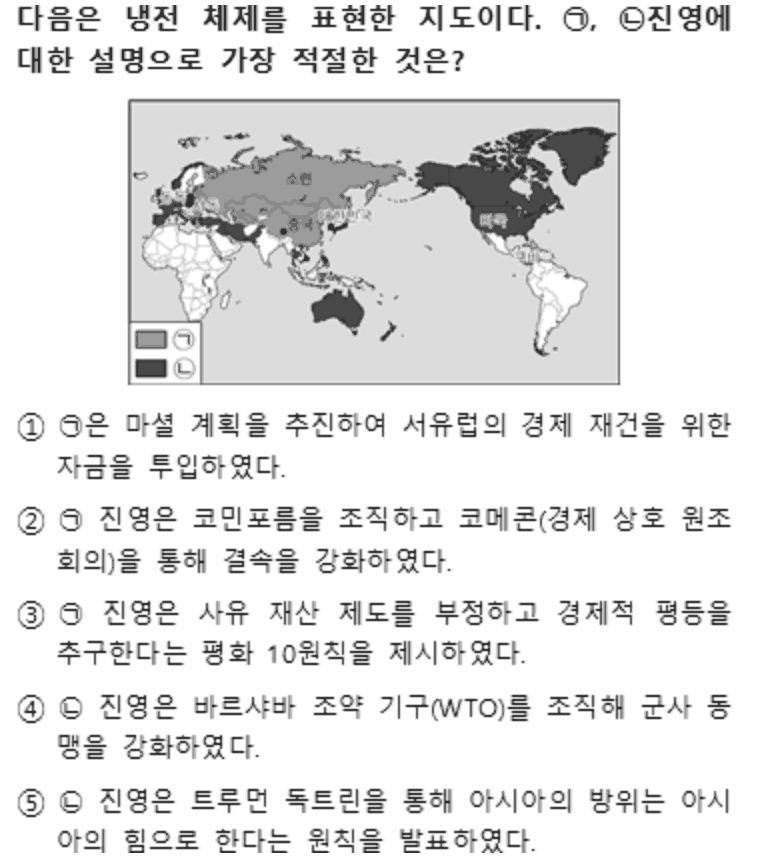 다음은 냉전 체제를 표현한 지도이다. ㉠, ㉡진영에
대한 설명으로 가장 적절한 것은?
소련
중국
대한민국
미국
쿠바
㉠
㉡
① ㉠은 마셜 계획을 추진하여 서유럽의 경제 재건을 위한
자금을 투입하였다.
② ㉠ 진영은 코민포름을 조직하고 코메콘(경제 상호 원조
회의)을 통해 결속을 강화하였다.
③ ㉠ 진영은 사유 재산 제도를 부정하고 경제적 평등을
추구한다는 평화 10원칙을 제시하였다.
④ ㉡ 진영은 바르샤바 조약 기구(WTO)를 조직해 군사 동
맹을 강화하였다.
⑤ ㉡ 진영은 트루먼 독트린을 통해 아시아의 방위는 아시
아의 힘으로 한다는 원칙을 발표하였다.